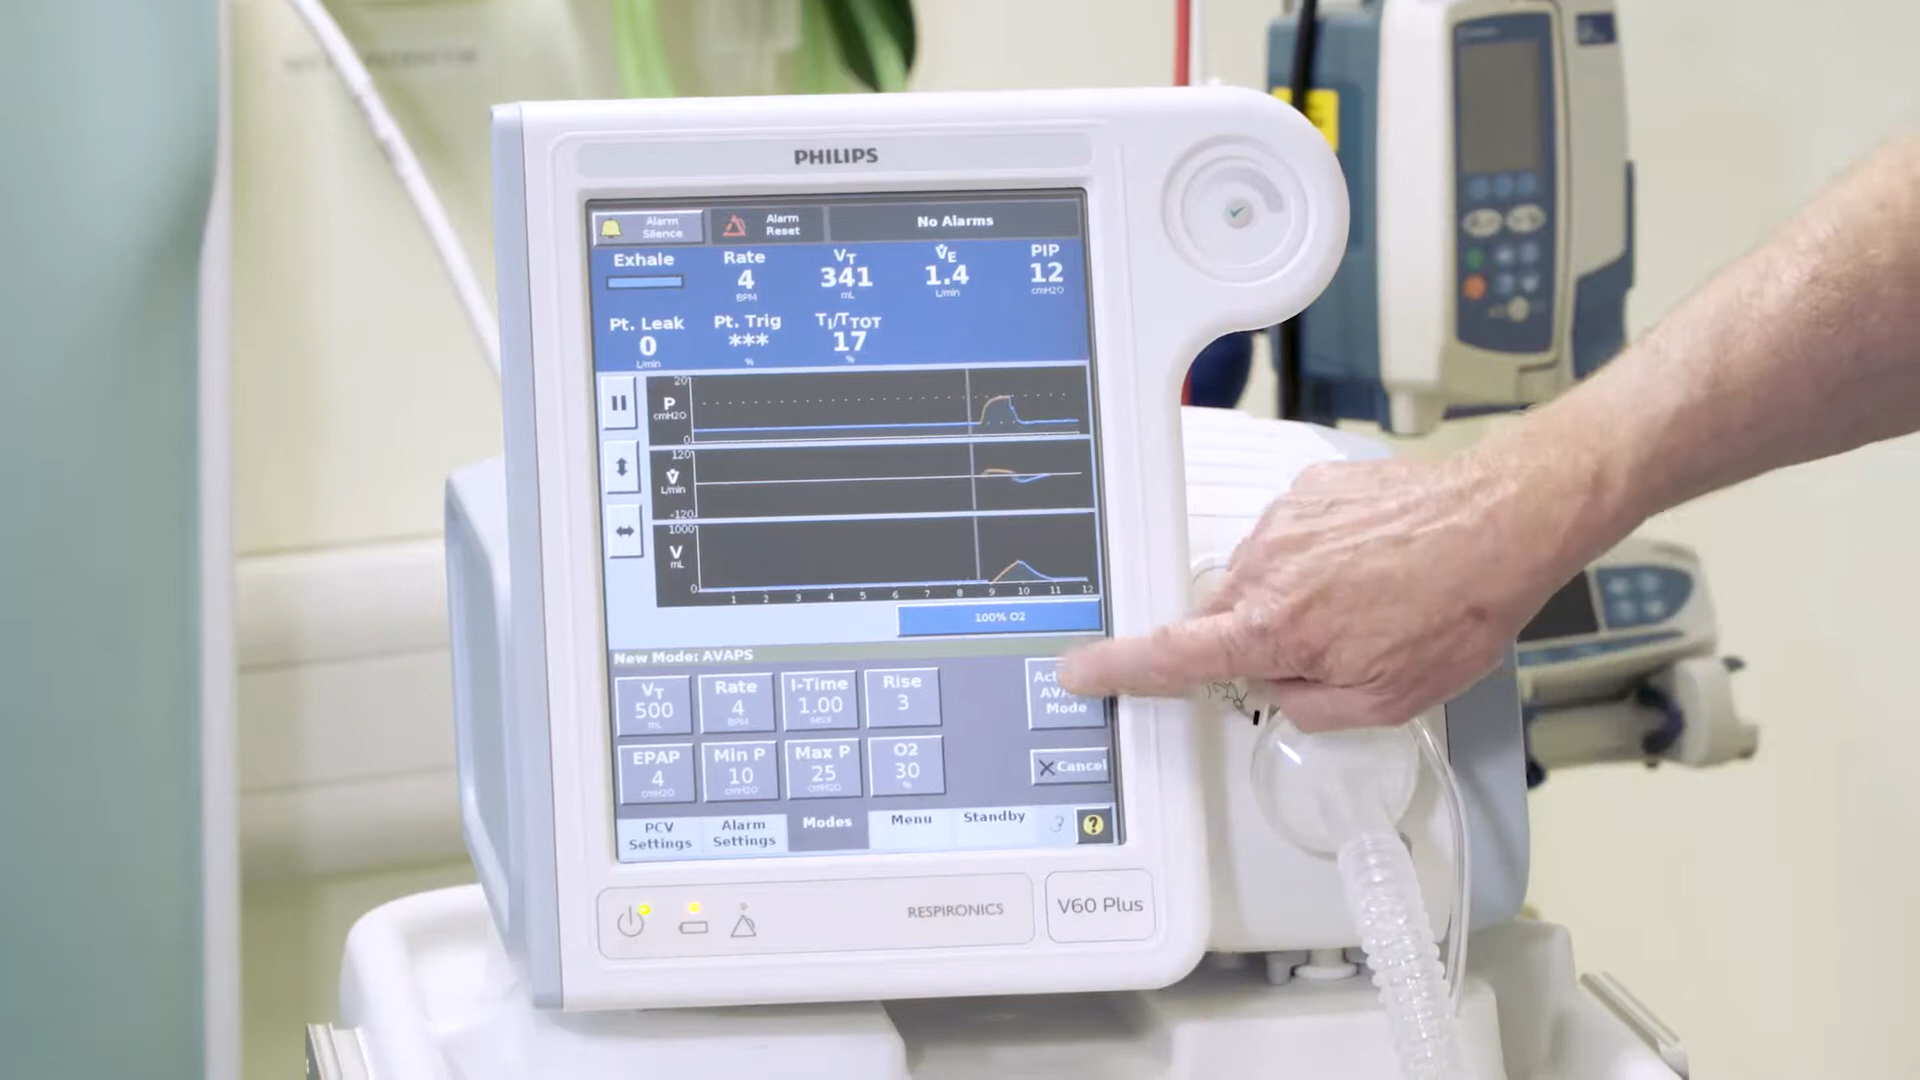 PHILIPS
Alarm
Silence
Alarm
Reset
No Alarms
Exhale
Rate
4
BPM
VT
341
mL
V̇E
1.4
L/min
PIP
12
cmH2O
Pt. Leak
0
L/min
Pt. Trig
***
%
TI/TTOT
17
%
20
P
cmH2O
0
120
V̇
L/min
-120
1000
V
mL
0
1 2 3 4 5 6 7 8 9 10 11 12
100% O2
New Mode: AVAPS
VT
500
mL
Rate
4
BPM
I-Time
1.00
secs
Rise
3
Mode
EPAP
4
cmH2O
Min P
10
cmH2O
Max P
25
cmH2O
O2
30
%
Cancel
PCV
Settings
Alarm
Settings
Modes
Menu
Standby
?
RESPIRONICS
V60 Plus